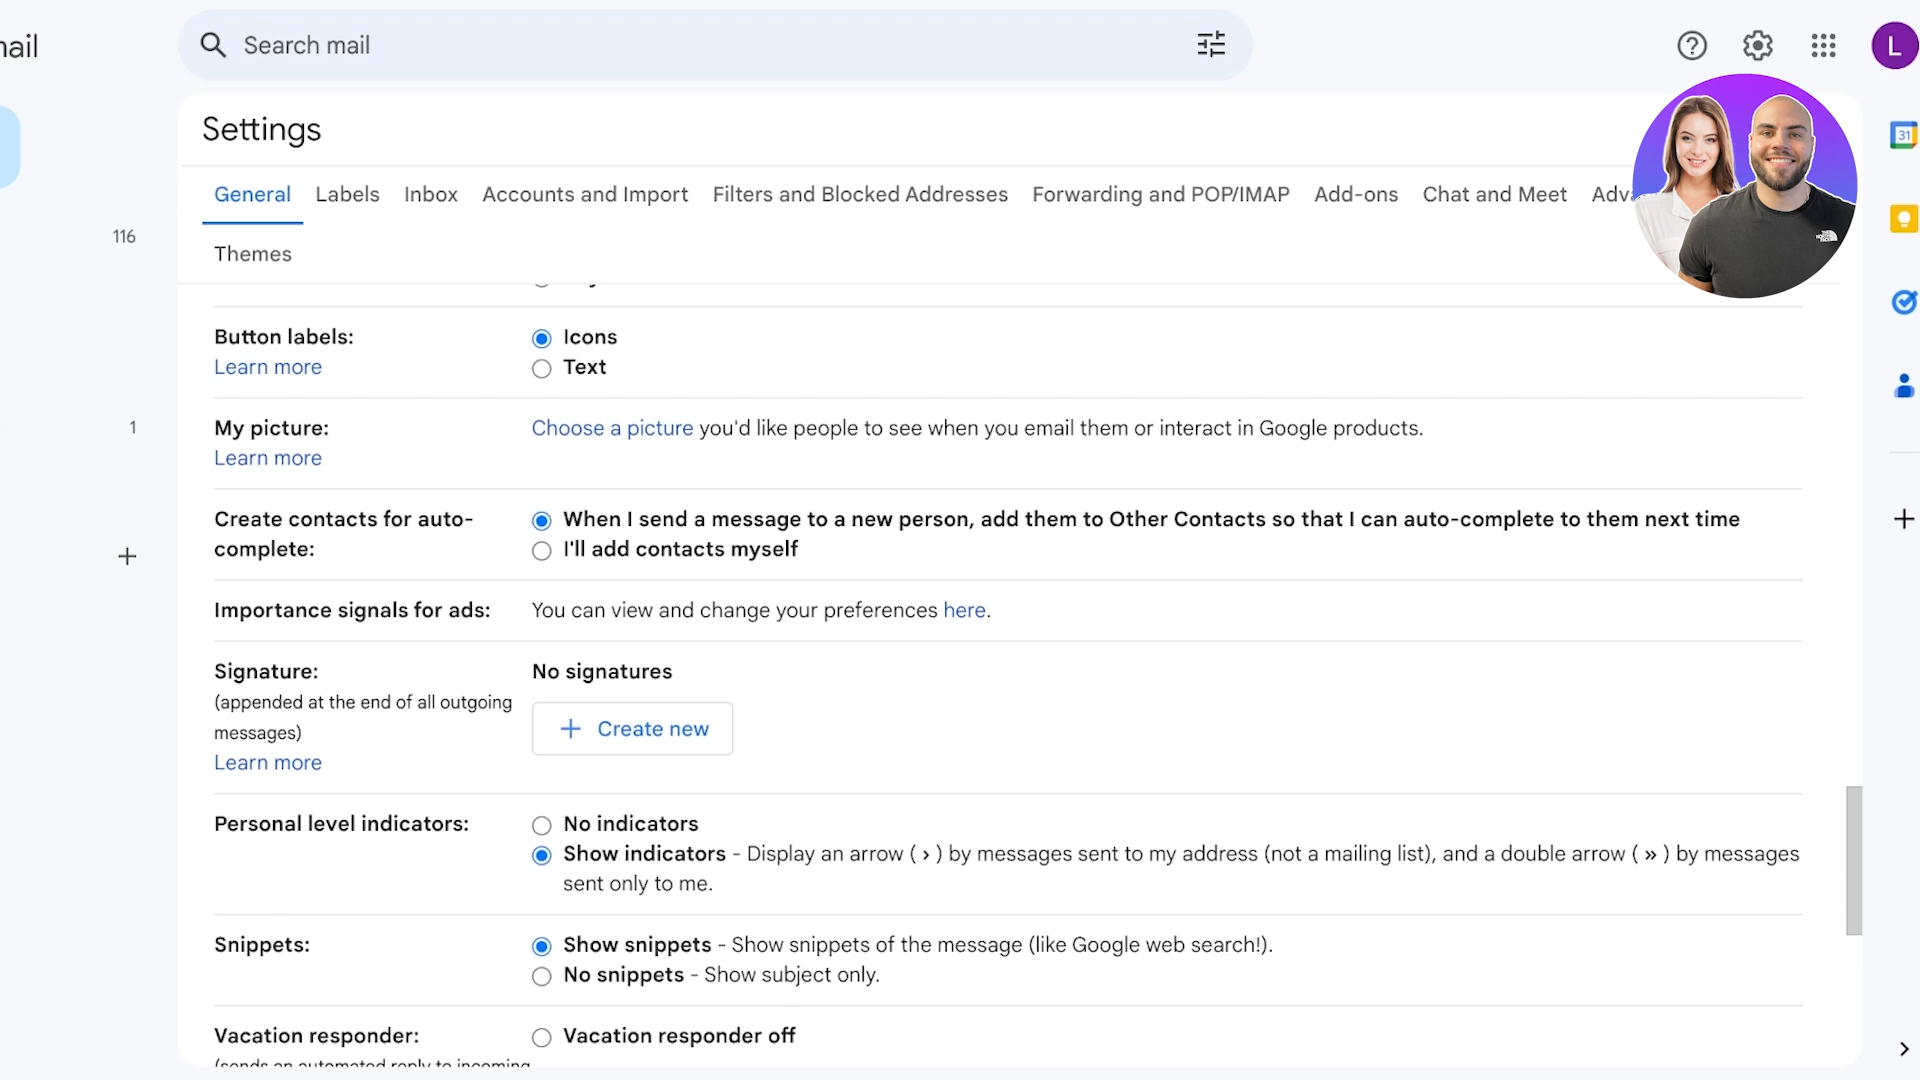 ail
Search mail
L
Settings
General Labels Inbox Accounts and Import Filters and Blocked Addresses Forwarding and POP/IMAP Add-ons Chat and Meet
Themes
31
116
1
Button labels:
Learn more
Icons
Text
My picture:
Learn more
Choose a picture you'd like people to see when you email them or interact in Google products.
Create contacts for auto-
complete:
When I send a message to a new person, add them to Other Contacts so that I can auto-complete to them next time
I'll add contacts myself
Importance signals for ads:
You can view and change your preferences here.
Signature:
(appended at the end of all outgoing
messages)
Learn more
No signatures
+ Create new
Personal level indicators:
No indicators
Show indicators - Display an arrow ( › ) by messages sent to my address (not a mailing list), and a double arrow ( » ) by messages
sent only to me.
Snippets:
Show snippets - Show snippets of the message (like Google web search!).
No snippets - Show subject only.
Vacation responder:
(sends an automated reply to incoming
Vacation responder off